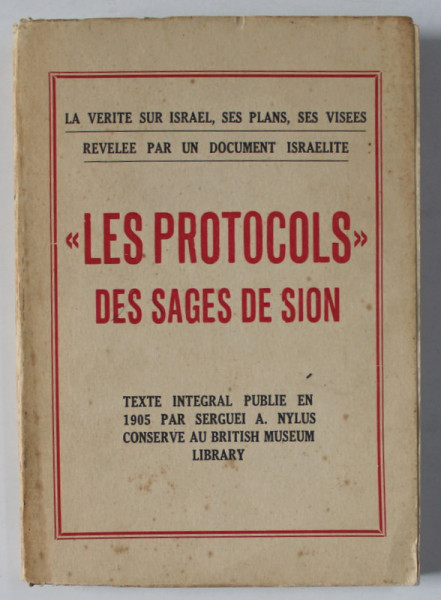 LA VERITE SUR ISRAEL, SES PLANS, SES VISEES
REVELEE PAR UN DOCUMENT ISRAELITE
«LES PROTOCOLS»
DES SAGES DE SION
TEXTE INTEGRAL PUBLIE EN
1905 PAR SERGUEI A. NYLUS
CONSERVE AU BRITISH MUSEUM
LIBRARY